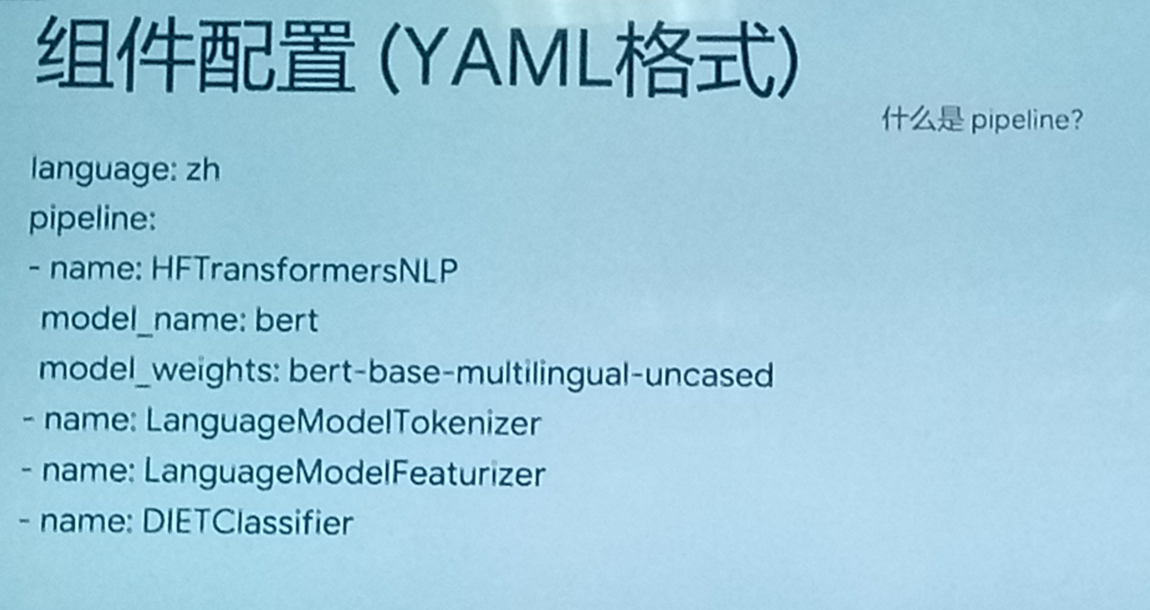 组件配置 (YAML格式)
什么是 pipeline?
language: zh
pipeline:
- name: HFTransformersNLP
model_name: bert
model_weights: bert-base-multilingual-uncased
- name: LanguageModelTokenizer
- name: LanguageModelFeaturizer
- name: DIETClassifier